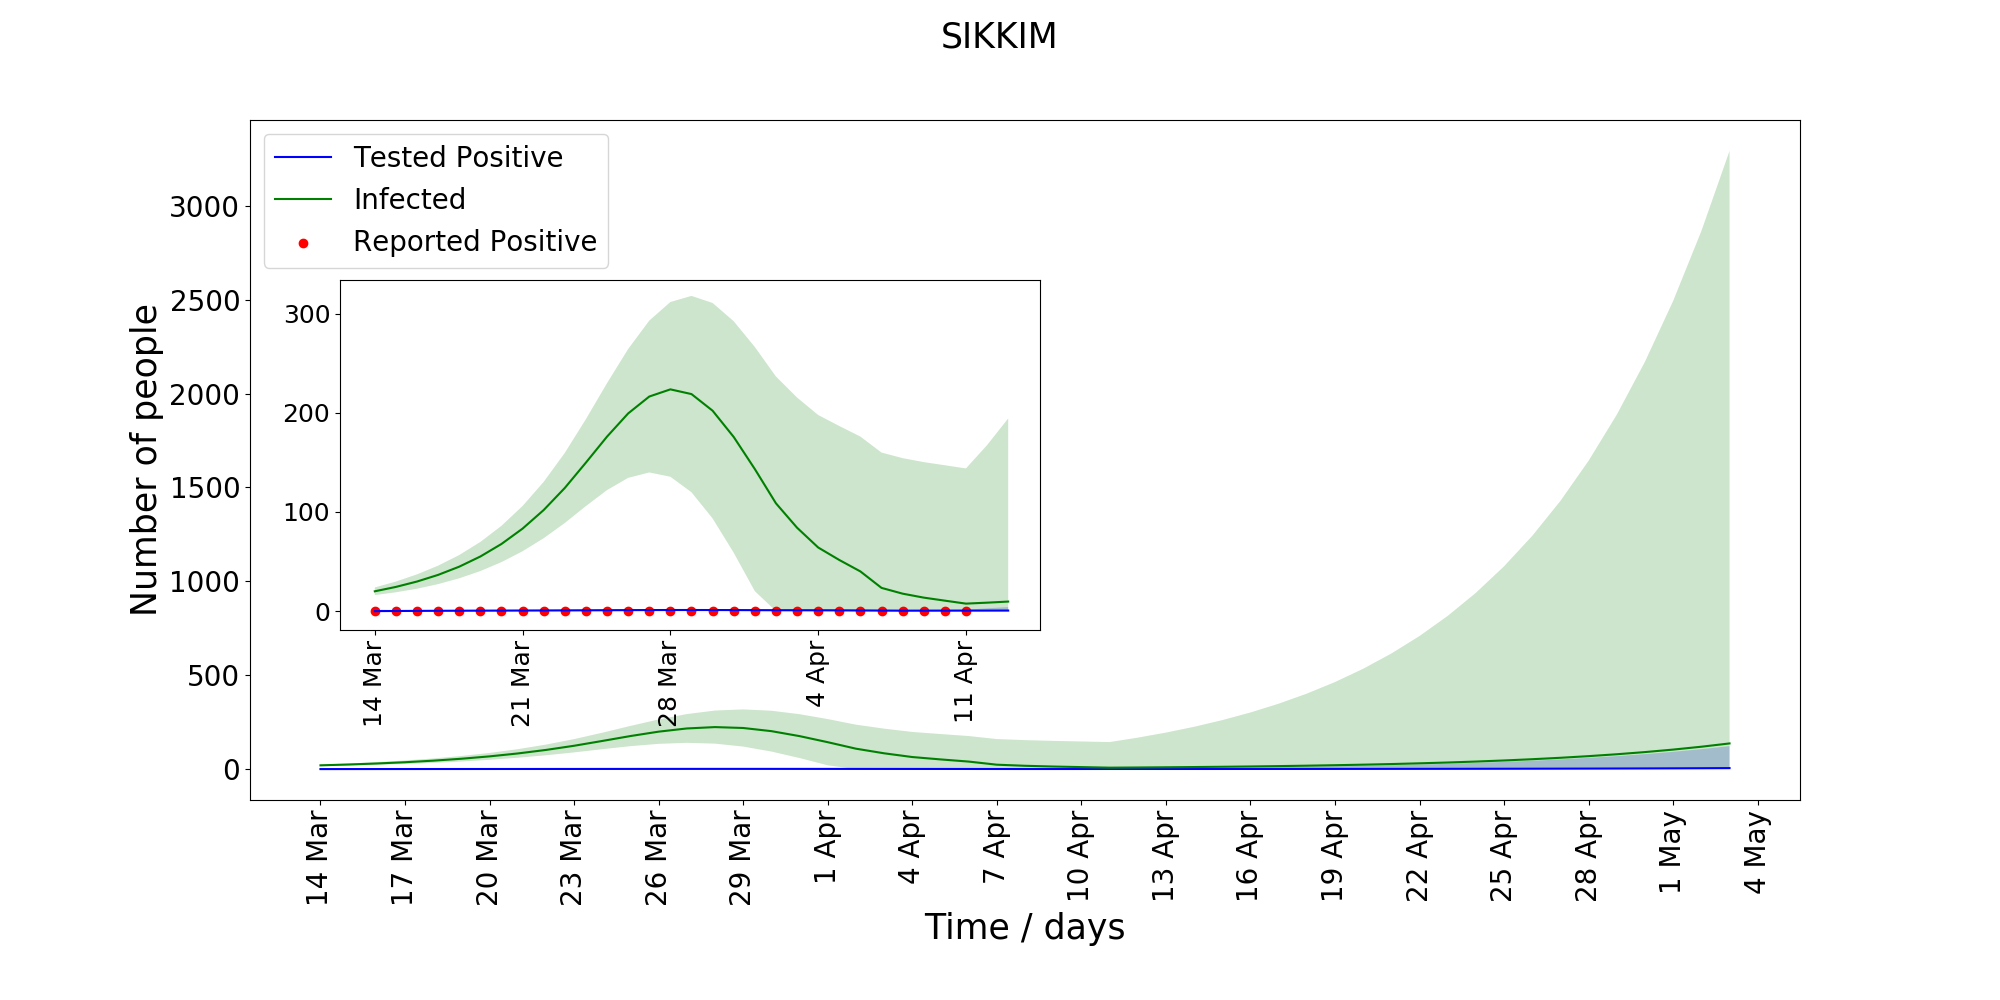 SIKKIM
Tested Positive
Infected
Reported Positive
Number of people
3000
2500
2000
1500
1000
500
0
300
200
100
0
14 Mar
21 Mar
28 Mar
4 Apr
11 Apr
14 Mar
17 Mar
20 Mar
23 Mar
26 Mar
29 Mar
1 Apr
4 Apr
7 Apr
10 Apr
13 Apr
16 Apr
19 Apr
22 Apr
25 Apr
28 Apr
1 May
4 May
Time / days